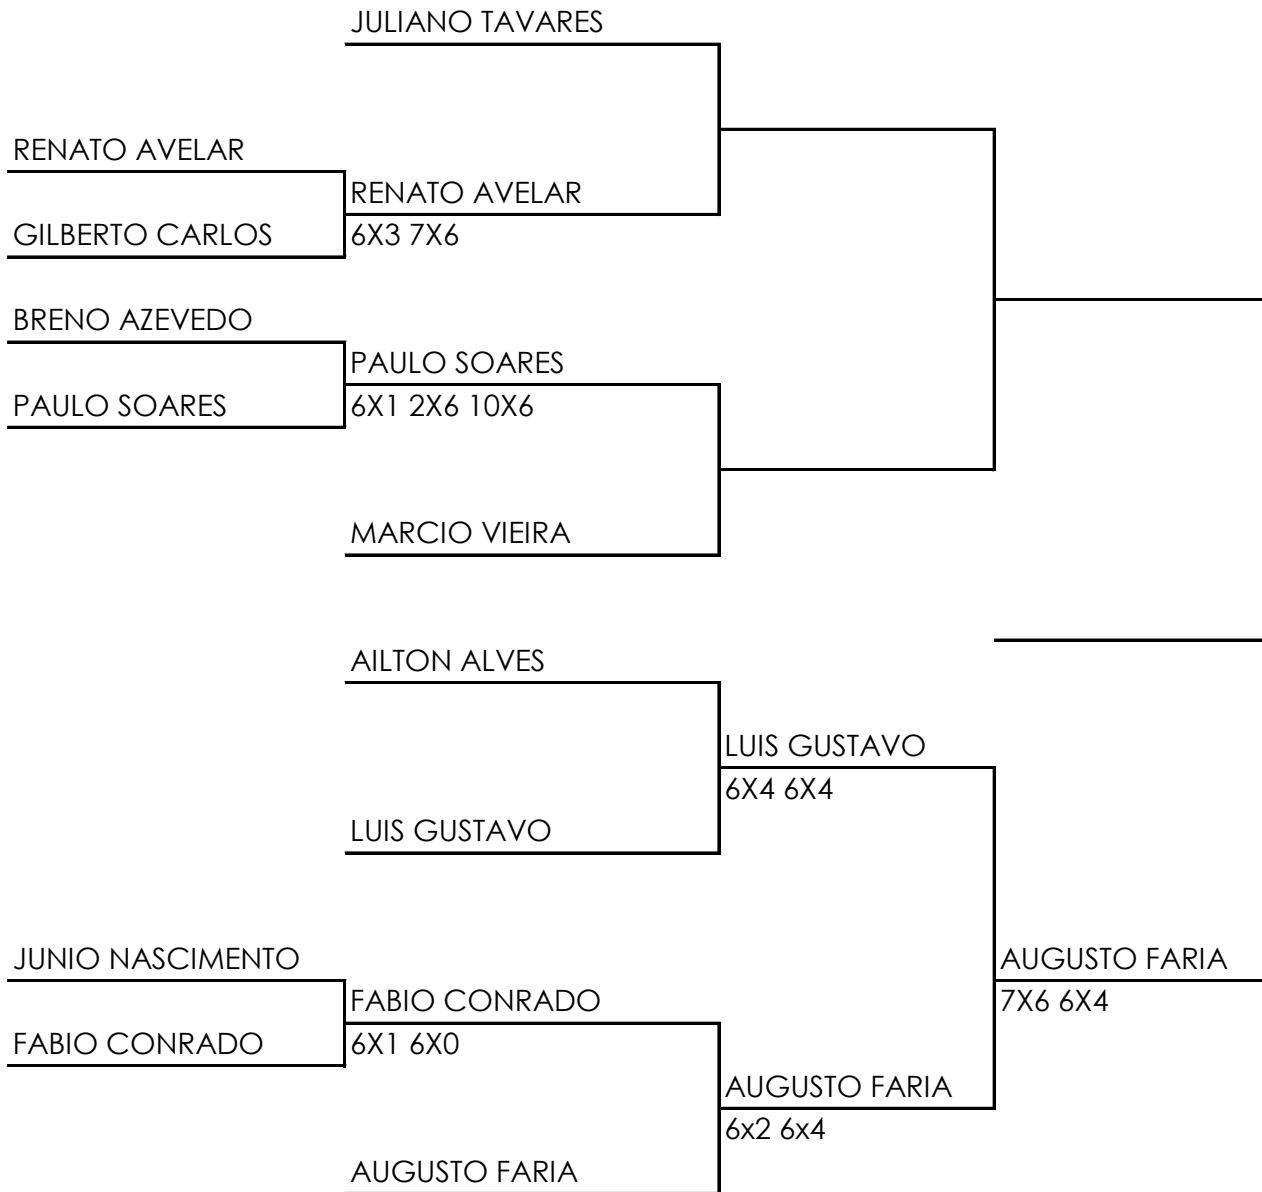 JULIANO TAVARES
RENATO AVELAR
RENATO AVELAR
GILBERTO CARLOS
6X3 7X6
BRENO AZEVEDO
PAULO SOARES
PAULO SOARES
6X1 2X6 10X6
MARCIO VIEIRA
AILTON ALVES
LUIS GUSTAVO
6X4 6X4
LUIS GUSTAVO
JUNIO NASCIMENTO
AUGUSTO FARIA
FABIO CONRADO
7X6 6X4
FABIO CONRADO
6X1 6X0
AUGUSTO FARIA
6x2 6x4
AUGUSTO FARIA